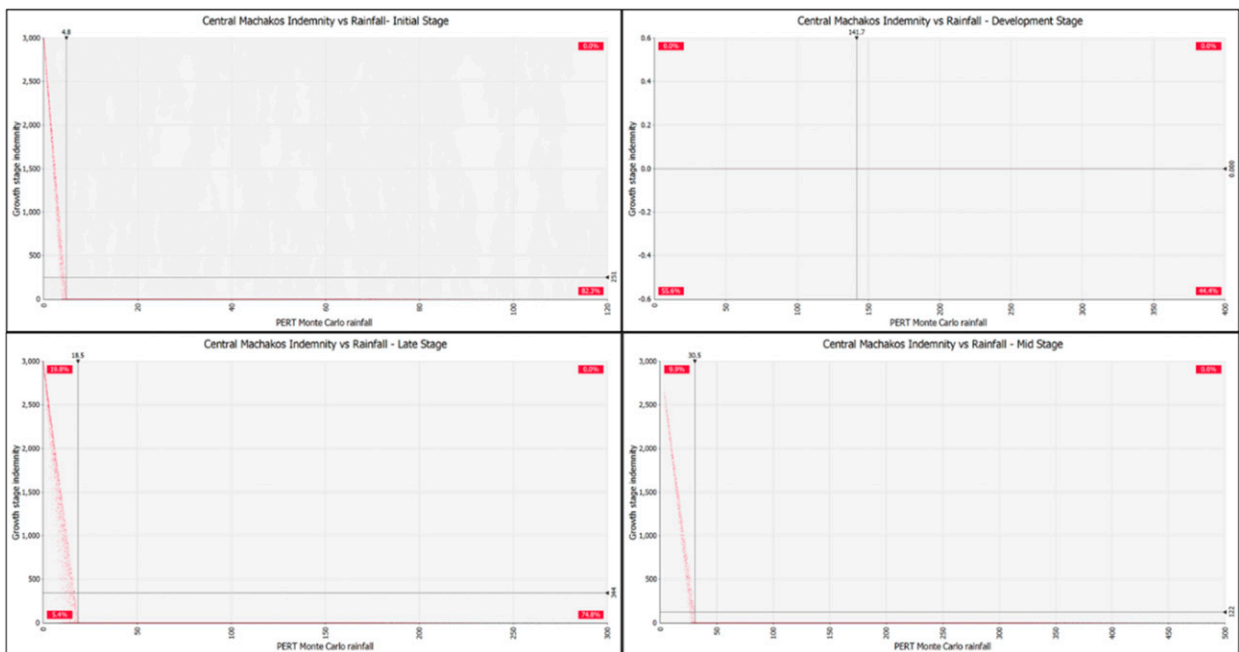 Central Machakos Indemnity vs Rainfall- Initial Stage
4.8
3,000
0.0%
2,500
2,000
1,500
1,000
500
251
82.3%
0
0 20 40 60 80 100 120
Growth stage indemnity
PERT Monte Carlo rainfall
Central Machakos Indemnity vs Rainfall - Development Stage
141.7
0.6
0.0% 0.0%
0.4
0.2
0.0
0.000
-0.2
-0.4
55.6% 44.4%
-0.6
0 50 100 150 200 250 300 350 400
Growth stage indemnity
PERT Monte Carlo rainfall
Central Machakos Indemnity vs Rainfall - Late Stage
18.5
3,000
19.8% 0.0%
2,500
2,000
1,500
1,000
500
344
5.4% 74.8%
0
0 50 100 150 200 250 300
Growth stage indemnity
PERT Monte Carlo rainfall
Central Machakos Indemnity vs Rainfall - Mid Stage
30.5
3,000
9.9% 0.0%
2,500
2,000
1,500
1,000
500
122
0
0 50 100 150 200 250 300 350 400 450 500
Growth stage indemnity
PERT Monte Carlo rainfall